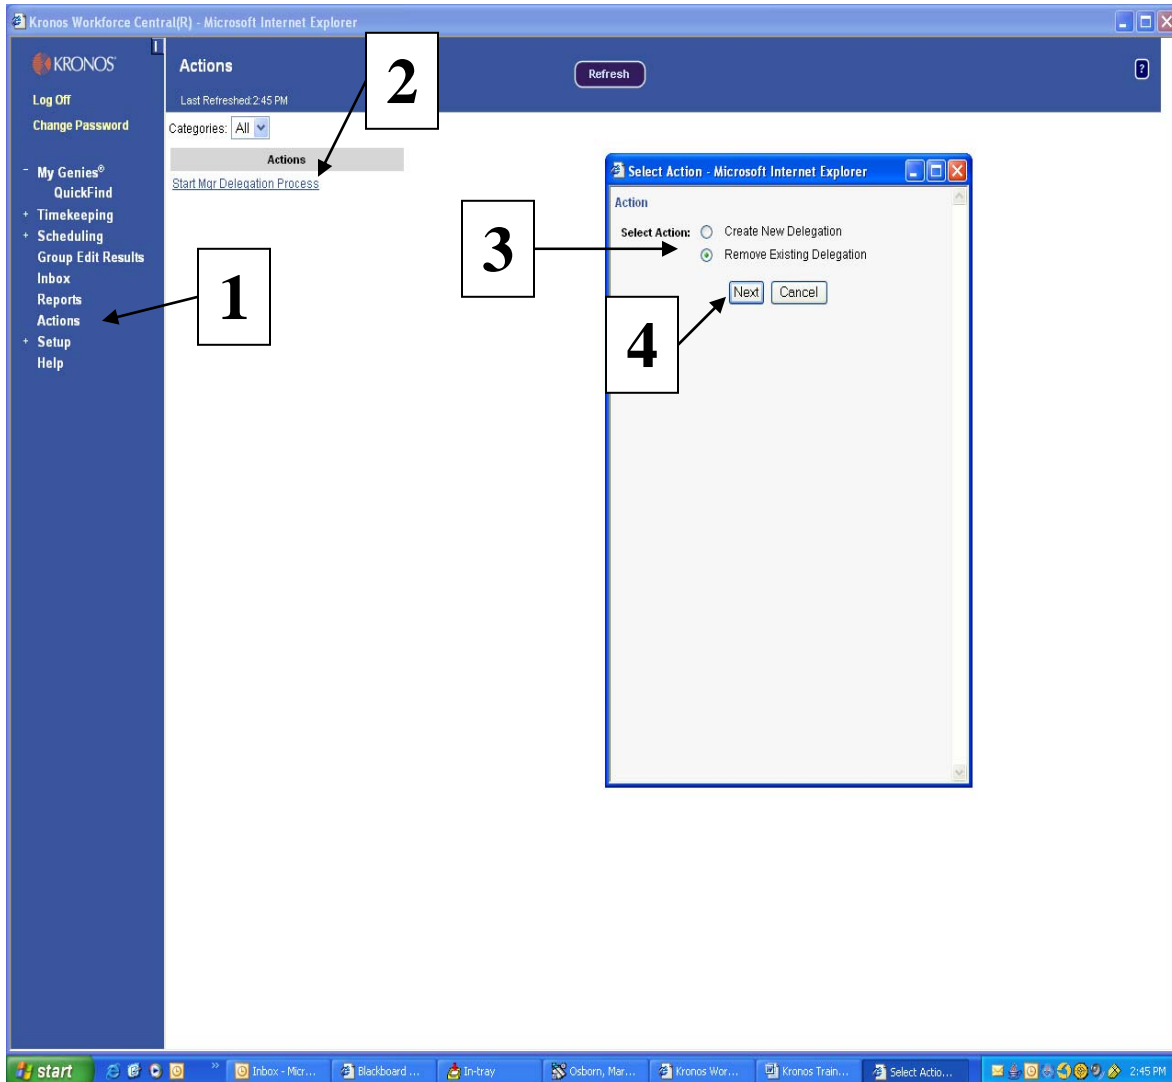 Kronos Workforce Central(R) - Microsoft Internet Explorer
KRONOS®
Log Off
Change Password
- My Genies®
QuickFind
+ Timekeeping
+ Scheduling
Group Edit Results
Inbox
Reports
Actions
+ Setup
Help
Actions
Last Refreshed: 2:45 PM
Refresh
?
Categories: All
Actions
Start Mgr Delegation Process
1
2
3
4
Select Action - Microsoft Internet Explorer
Action
Select Action: Create New Delegation
Remove Existing Delegation
Next Cancel
start
Inbox - Micr...
Blackboard ...
In-tray
Osborn, Mar...
Kronos Wor...
Kronos Train...
Select Actio...
2:45 PM